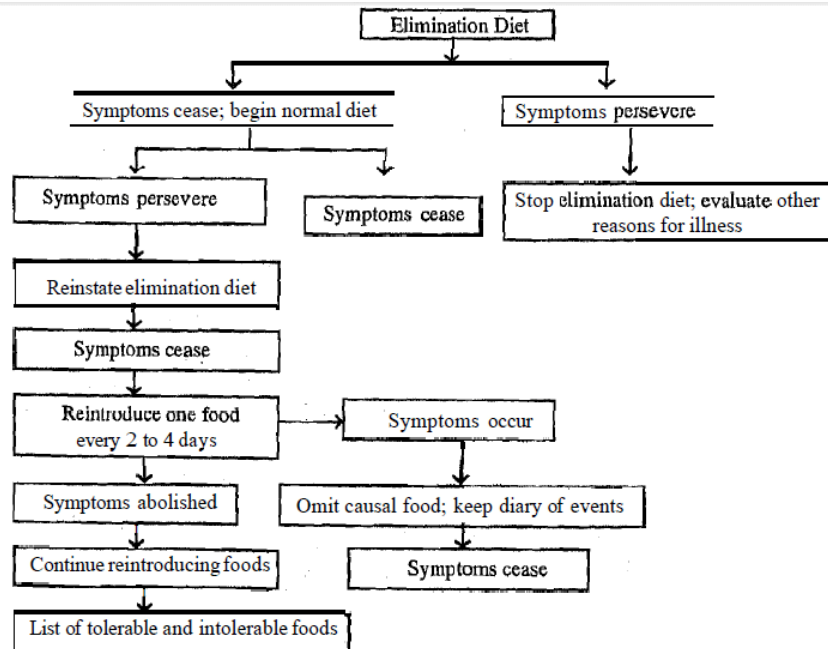 Elimination Diet
Symptoms cease; begin normal diet
Symptoms persevere
Symptoms persevere
Symptoms cease
Stop elimination diet; evaluate other
reasons for illness
Reinstate elimination diet
Symptoms cease
Reintroduce one food
every 2 to 4 days
Symptoms occur
Symptoms abolished
Omit causal food; keep diary of events
Continue reintroducing foods
Symptoms cease
List of tolerable and intolerable foods